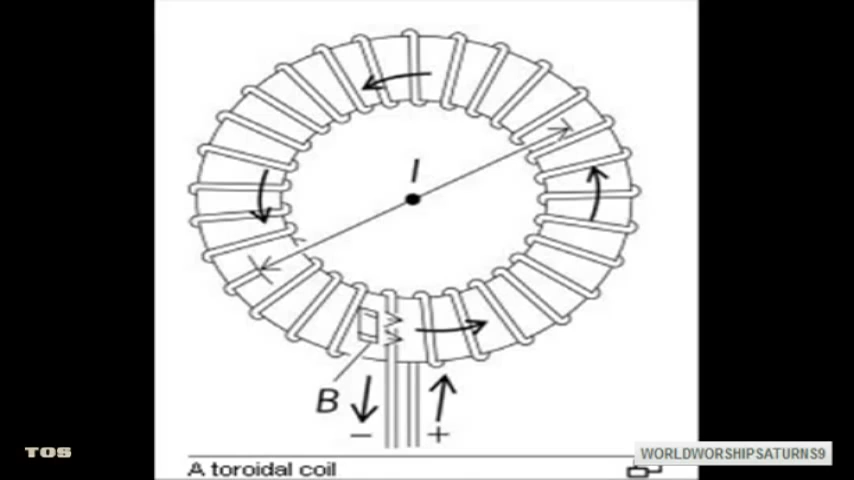 I
B
− +
A toroidal coil
TOS
WORLDWORSHIPSATURNS9